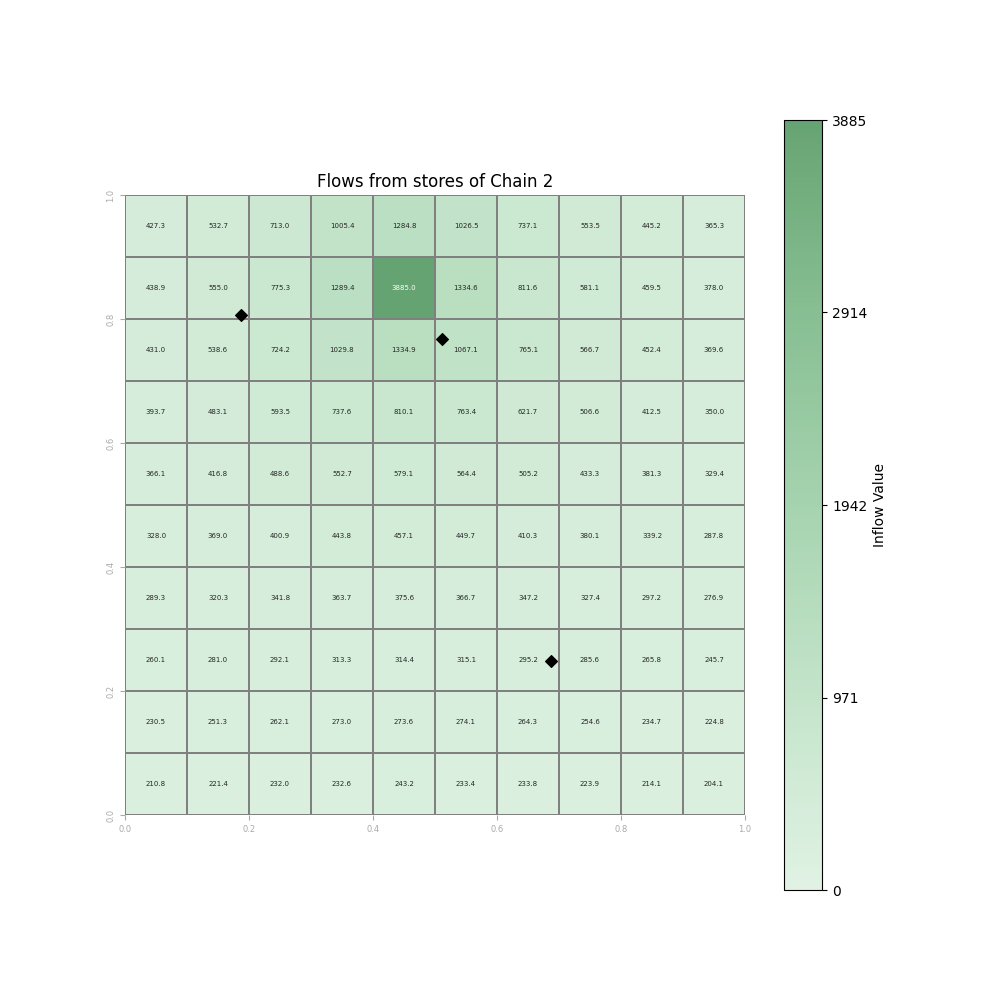 Flows from stores of Chain 2
427.3 532.7 713.0 1005.4 1284.8 1026.5 737.1 553.5 445.2 365.3
438.9 555.0 775.3 1289.4 3885.0 1334.6 811.6 581.1 459.5 378.0
431.0 538.6 724.2 1029.8 1334.9 1067.1 765.1 566.7 452.4 369.6
393.7 483.1 593.5 737.6 810.1 763.4 621.7 506.6 412.5 350.0
366.1 416.8 488.6 552.7 579.1 564.4 505.2 433.3 381.3 329.4
328.0 369.0 400.9 443.8 457.1 449.7 410.3 380.1 339.2 287.8
289.3 320.3 341.8 363.7 375.6 366.7 347.2 327.4 297.2 276.9
260.1 281.0 292.1 313.3 314.4 315.1 295.2 285.6 265.8 245.7
230.5 251.3 262.1 273.0 273.6 274.1 264.3 254.6 234.7 224.8
210.8 221.4 232.0 232.6 243.2 233.4 233.8 223.9 214.1 204.1
1.0
0.8
0.6
0.4
0.2
0.0
0.0 0.2 0.4 0.6 0.8 1.0
3885
2914
1942
971
0
Inflow Value